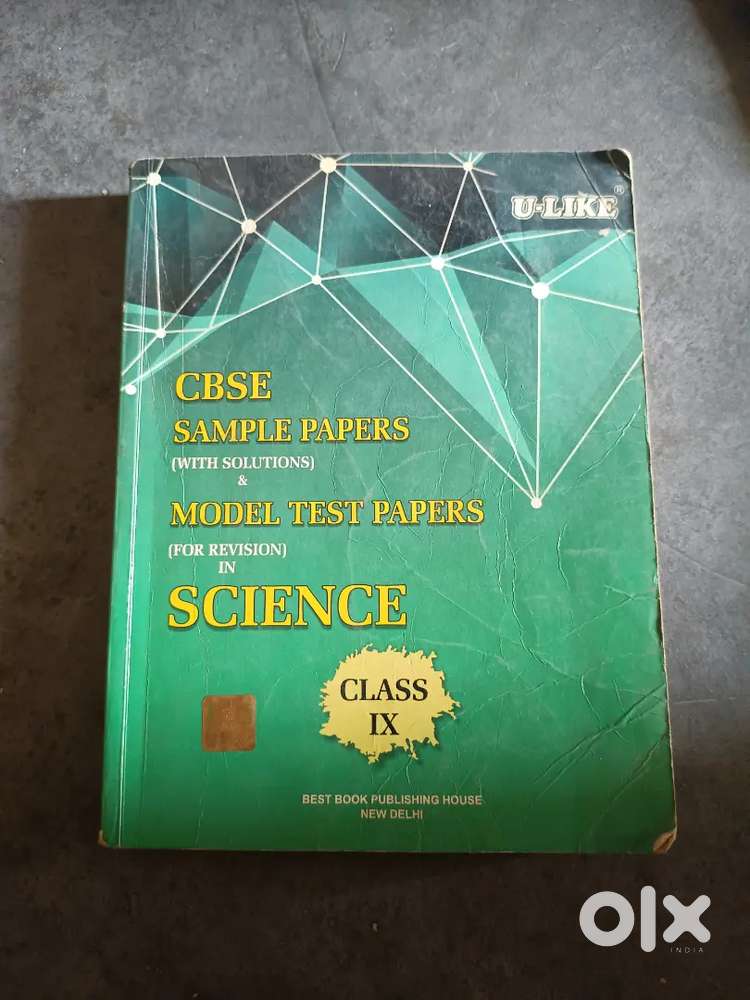 U-LIKE®
CBSE
SAMPLE PAPERS
(WITH SOLUTIONS)
&
MODEL TEST PAPERS
(FOR REVISION)
IN
SCIENCE
CLASS
IX
BEST BOOK PUBLISHING HOUSE
NEW DELHI
olx
INDIA